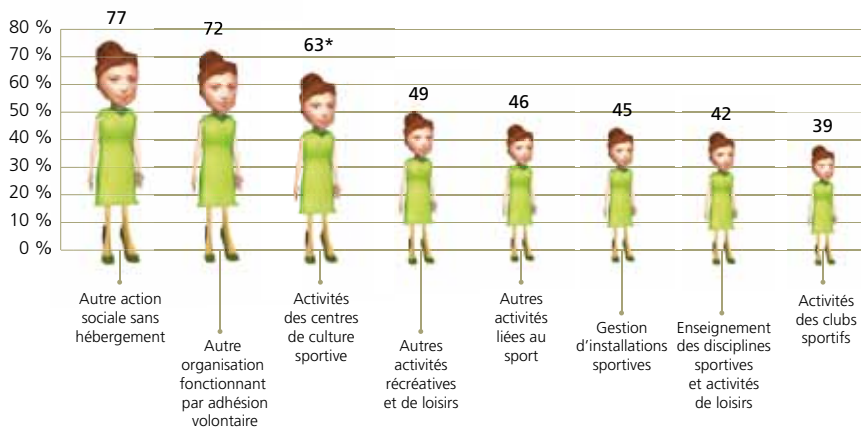 80 %
70 %
60 %
50 %
40 %
30 %
20 %
10 %
0 %
77
72
63*
49
46
45
42
39
Autre action
sociale sans
hébergement
Autre
organisation
fonctionnant
par adhésion
volontaire
Activités
des centres
de culture
sportive
Autres
activités
récréatives
et de loisirs
Autres
activités
liées au
sport
Gestion
d’installations
sportives
Enseignement
des disciplines
sportives
et activités
de loisirs
Activités
des clubs
sportifs